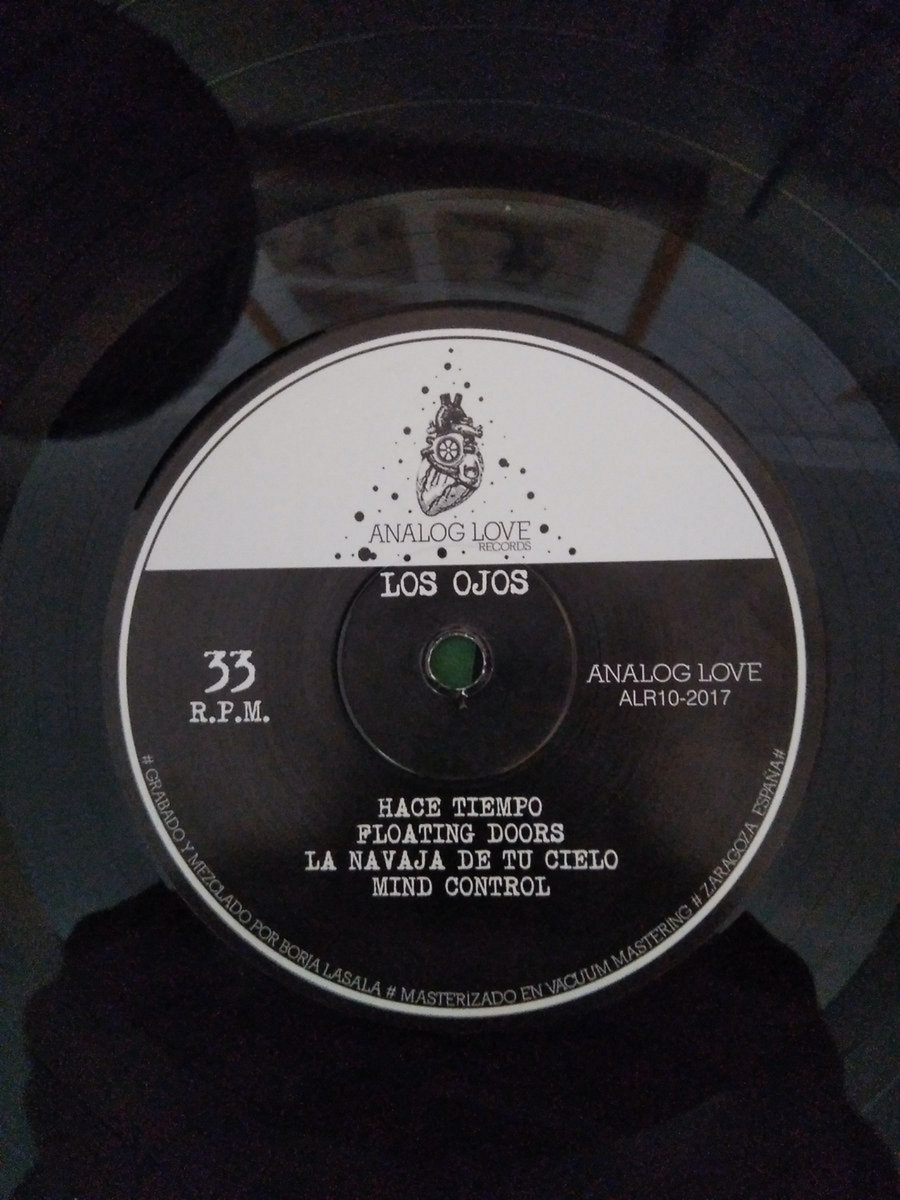 ANALOG LOVE
RECORDS
LOS OJOS
33
R.P.M.
ANALOG LOVE
ALR10-2017
HACE TIEMPO
FLOATING DOORS
LA NAVAJA DE TU CIELO
MIND CONTROL
# GRABADO Y MEZCLADO POR BORJA LASALA # MASTERIZADO EN VACUUM MASTERING # ZARAGOZA ESPAÑA#